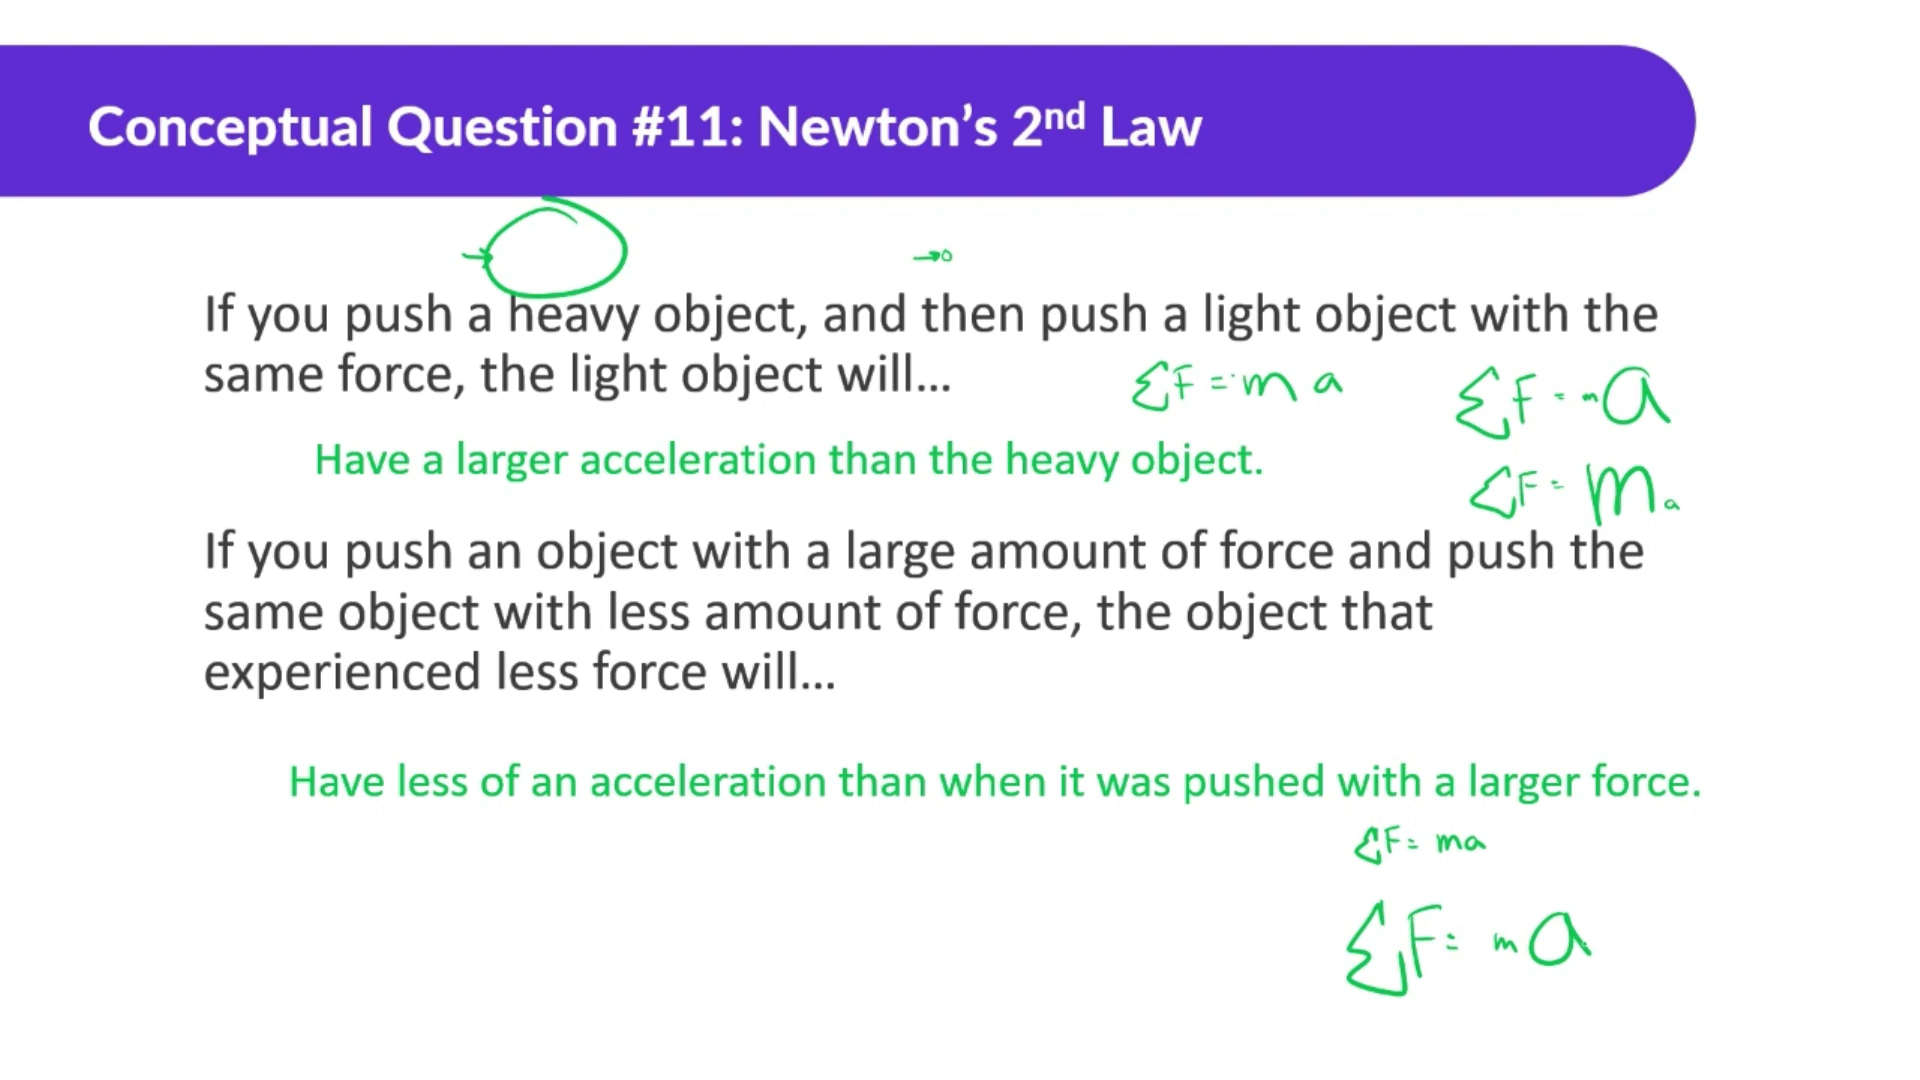 Conceptual Question #11: Newton’s 2nd Law
If you push a heavy object, and then push a light object with the
same force, the light object will...
ΣF = m a
ΣF = ma
Have a larger acceleration than the heavy object.
ΣF = ma
If you push an object with a large amount of force and push the
same object with less amount of force, the object that
experienced less force will...
Have less of an acceleration than when it was pushed with a larger force.
ΣF = ma
ΣF = ma